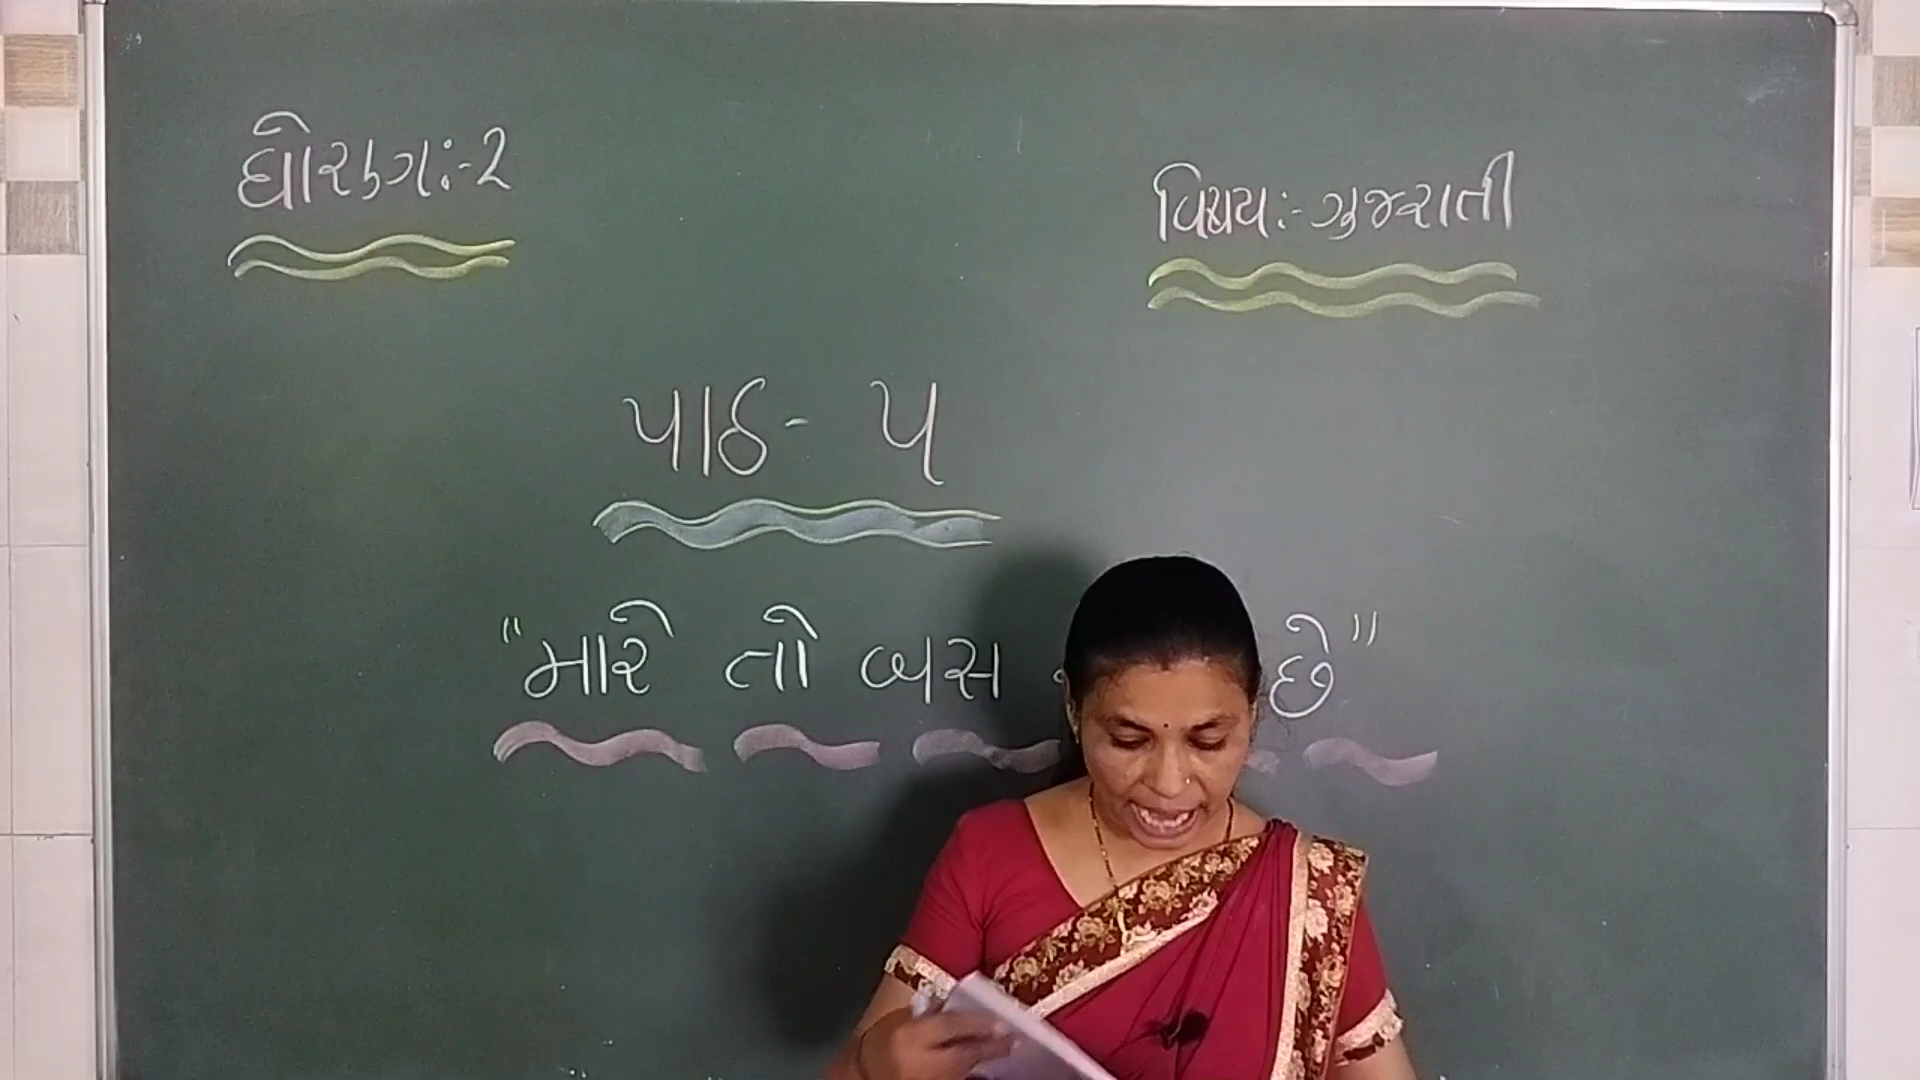 ધોરણઃ-૨
વિષયઃ- ગુજરાતી
પાઠ- ૫
"મારે તો બસ છે"